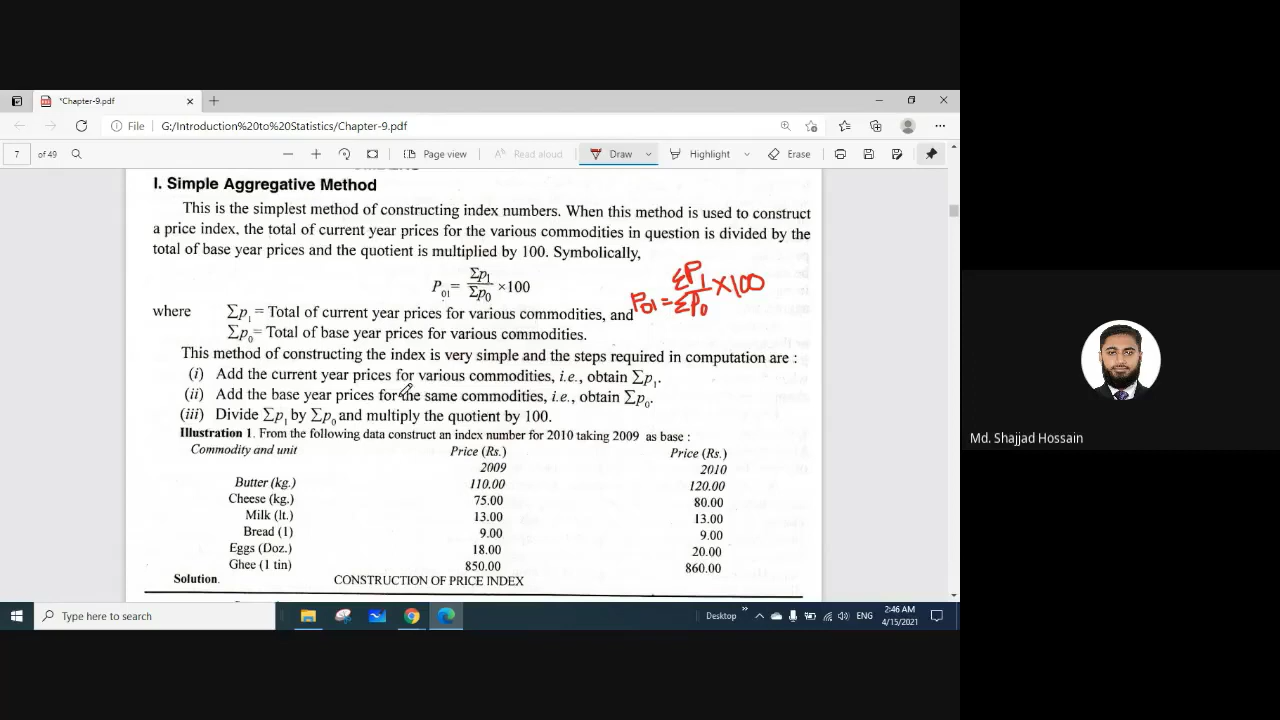 *Chapter-9.pdf
File G:/Introduction%20to%20Statistics/Chapter-9.pdf
7 of 49 Page view Read aloud Draw Highlight Erase
I. Simple Aggregative Method
This is the simplest method of constructing index numbers. When this method is used to construct
a price index, the total of current year prices for the various commodities in question is divided by the
total of base year prices and the quotient is multiplied by 100. Symbolically,
P₀₁ = Σp₁/Σp₀ ×100
P₀₁ = ΣP₁/ΣP₀ ×100
where Σp₁ = Total of current year prices for various commodities, and
Σp₀ = Total of base year prices for various commodities.
This method of constructing the index is very simple and the steps required in computation are :
(i) Add the current year prices for various commodities, i.e., obtain Σp₁.
(ii) Add the base year prices for the same commodities, i.e., obtain Σp₀.
(iii) Divide Σp₁ by Σp₀ and multiply the quotient by 100.
Illustration 1. From the following data construct an index number for 2010 taking 2009 as base :
Commodity and unit Price (Rs.) Price (Rs.)
2009 2010
Butter (kg.) 110.00 120.00
Cheese (kg.) 75.00 80.00
Milk (lt.) 13.00 13.00
Bread (1) 9.00 9.00
Eggs (Doz.) 18.00 20.00
Ghee (1 tin) 850.00 860.00
Solution. CONSTRUCTION OF PRICE INDEX
Md. Shajjad Hossain
Type here to search Desktop ENG 2:46 AM
4/15/2021